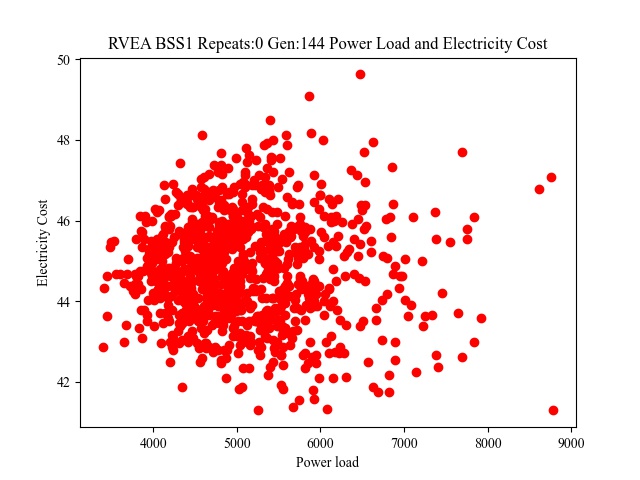 RVEA BSS1 Repeats:0 Gen:144 Power Load and Electricity Cost
50
48
46
44
42
Electricity Cost
4000 5000 6000 7000 8000 9000
Power load